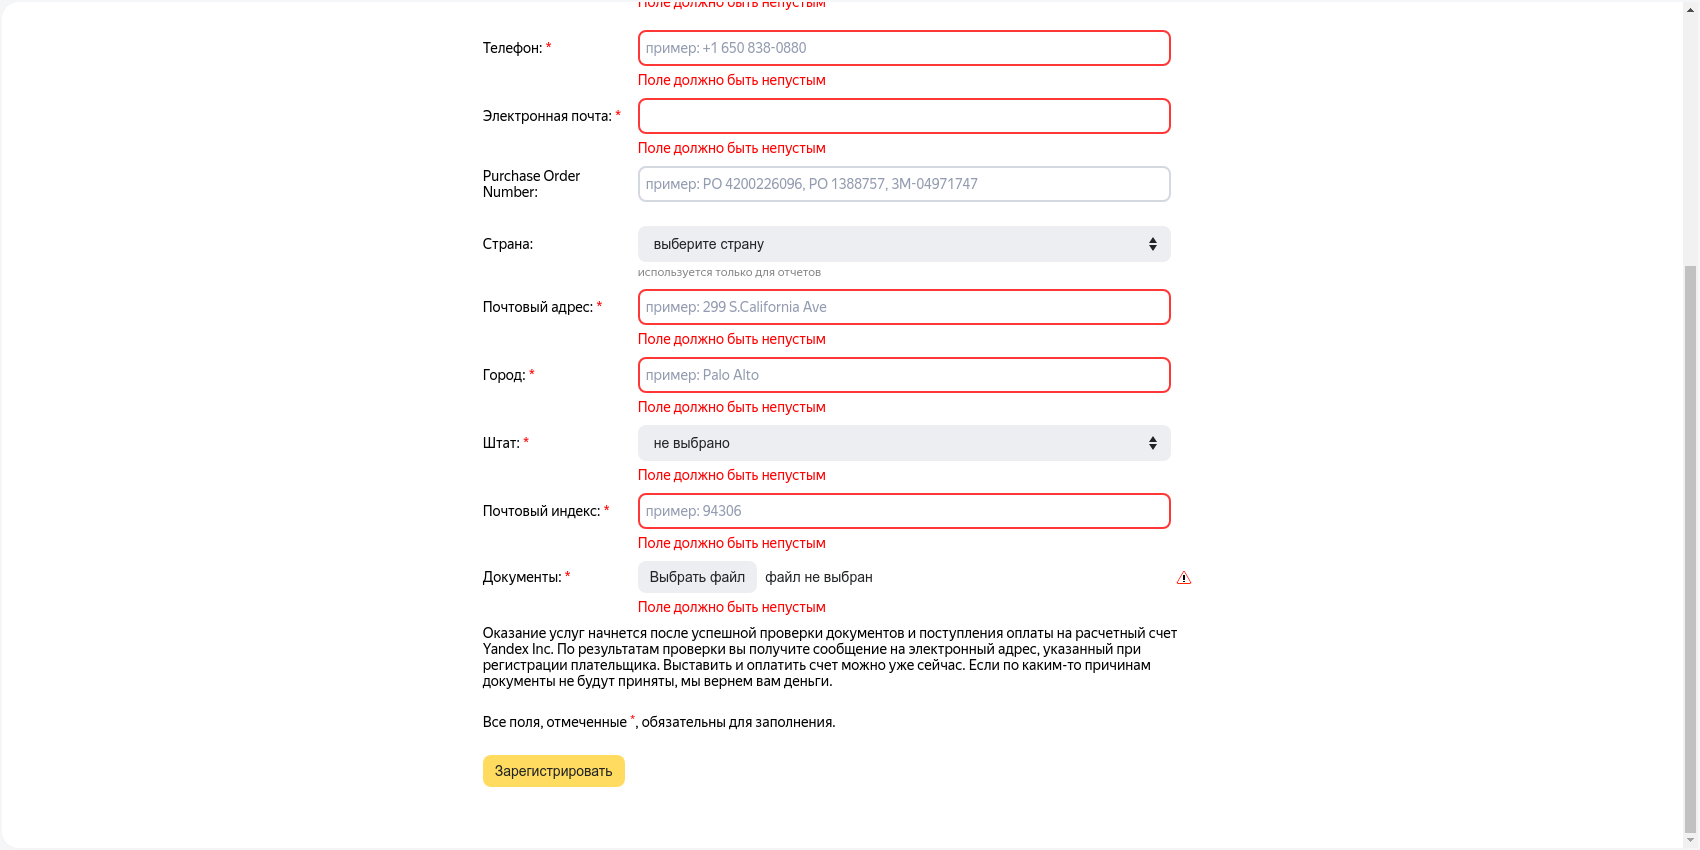 Поле должно быть непустым
Телефон: *
пример: +1 650 838-0880
Поле должно быть непустым
Электронная почта: *
Поле должно быть непустым
Purchase Order
Number:
пример: PO 4200226096, PO 1388757, 3M-04971747
Страна:
выберите страну
используется только для отчетов
Почтовый адрес: *
пример: 299 S.California Ave
Поле должно быть непустым
Город: *
пример: Palo Alto
Поле должно быть непустым
Штат: *
не выбрано
Поле должно быть непустым
Почтовый индекс: *
пример: 94306
Поле должно быть непустым
Документы: *
Выбрать файл файл не выбран
Поле должно быть непустым
Оказание услуг начнется после успешной проверки документов и поступления оплаты на расчетный счет
Yandex Inc. По результатам проверки вы получите сообщение на электронный адрес, указанный при
регистрации плательщика. Выставить и оплатить счет можно уже сейчас. Если по каким-то причинам
документы не будут приняты, мы вернем вам деньги.
Все поля, отмеченные *, обязательны для заполнения.
Зарегистрировать